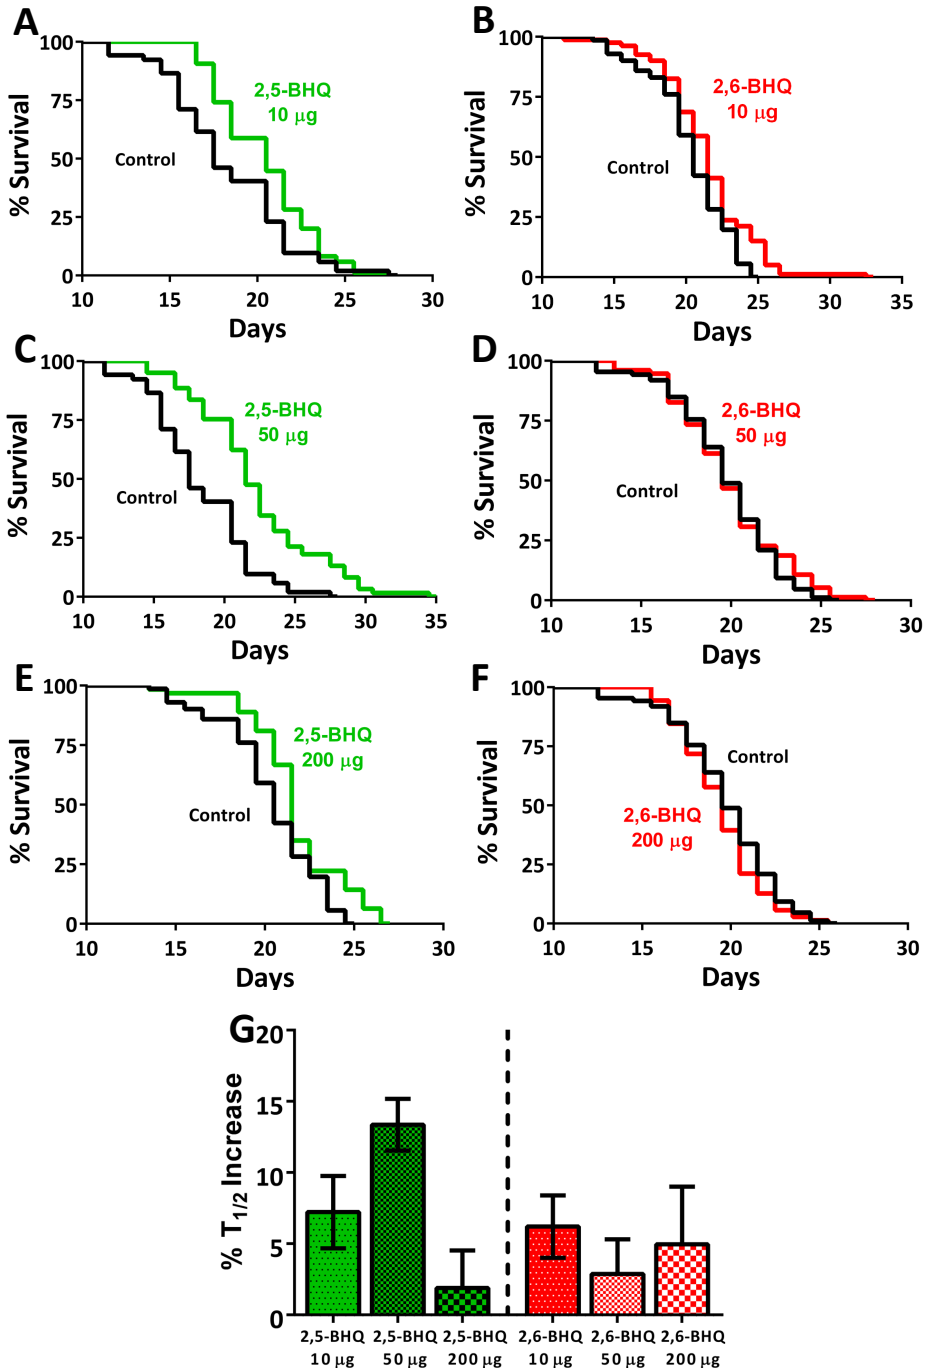 A
100
75
50
25
0
% Survival
2,5-BHQ
10 μg
Control
10 15 20 25 30
Days
B
100
75
50
25
0
% Survival
2,6-BHQ
10 μg
Control
10 15 20 25 30 35
Days
C
100
75
50
25
0
% Survival
2,5-BHQ
50 μg
Control
10 15 20 25 30 35
Days
D
100
75
50
25
0
% Survival
2,6-BHQ
50 μg
Control
10 15 20 25 30
Days
E
100
75
50
25
0
% Survival
2,5-BHQ
200 μg
Control
10 15 20 25 30
Days
F
100
75
50
25
0
% Survival
Control
2,6-BHQ
200 μg
10 15 20 25 30
Days
G
20
15
10
5
0
% T1/2 Increase
2,5-BHQ 2,5-BHQ 2,5-BHQ 2,6-BHQ 2,6-BHQ 2,6-BHQ
10 μg 50 μg 200 μg 10 μg 50 μg 200 μg